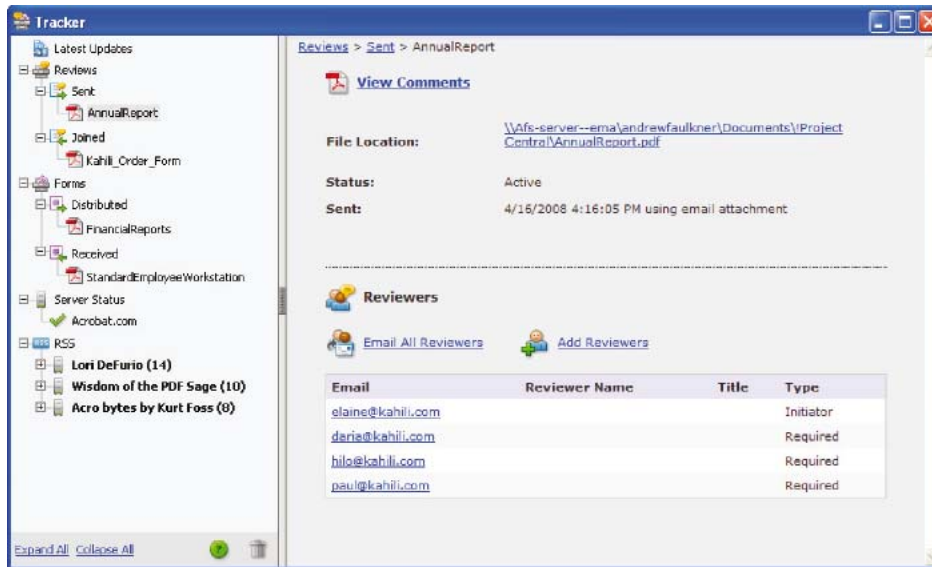 Tracker
Latest Updates
Reviews
Sent
AnnualReport
Joined
Kahili_Order_Form
Forms
Distributed
FinancialReports
Received
StandardEmployeeWorkstation
Server Status
Acrobat.com
RSS
Lori DeFurio (14)
Wisdom of the PDF Sage (10)
Acro bytes by Kurt Foss (8)
Expand All Collapse All
Reviews > Sent > AnnualReport
View Comments
File Location: \\Afs-server--ema\andrewfaulkner\Documents\!Project
Central\AnnualReport.pdf
Status: Active
Sent: 4/16/2008 4:16:05 PM using email attachment
Reviewers
Email All Reviewers Add Reviewers
Email Reviewer Name Title Type
elaine@kahili.com Initiator
daria@kahili.com Required
hilo@kahili.com Required
paul@kahili.com Required